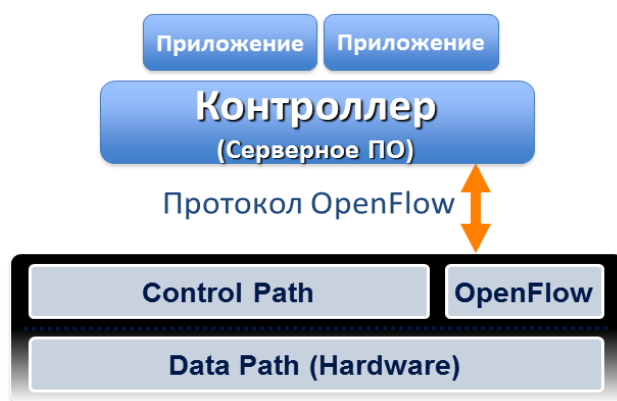 Приложение Приложение
Контроллер
(Серверное ПО)
Протокол OpenFlow
Control Path OpenFlow
Data Path (Hardware)